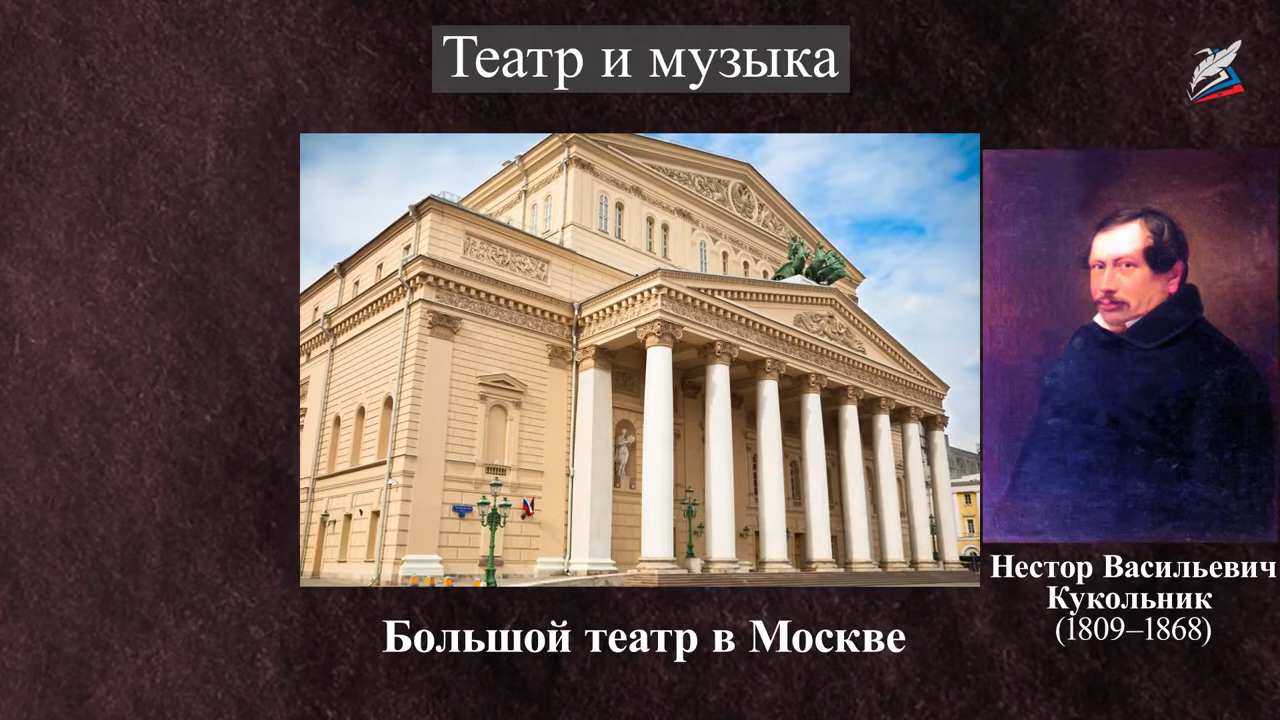 Театр и музыка
Большой театр в Москве
Нестор Васильевич
Кукольник
(1809–1868)